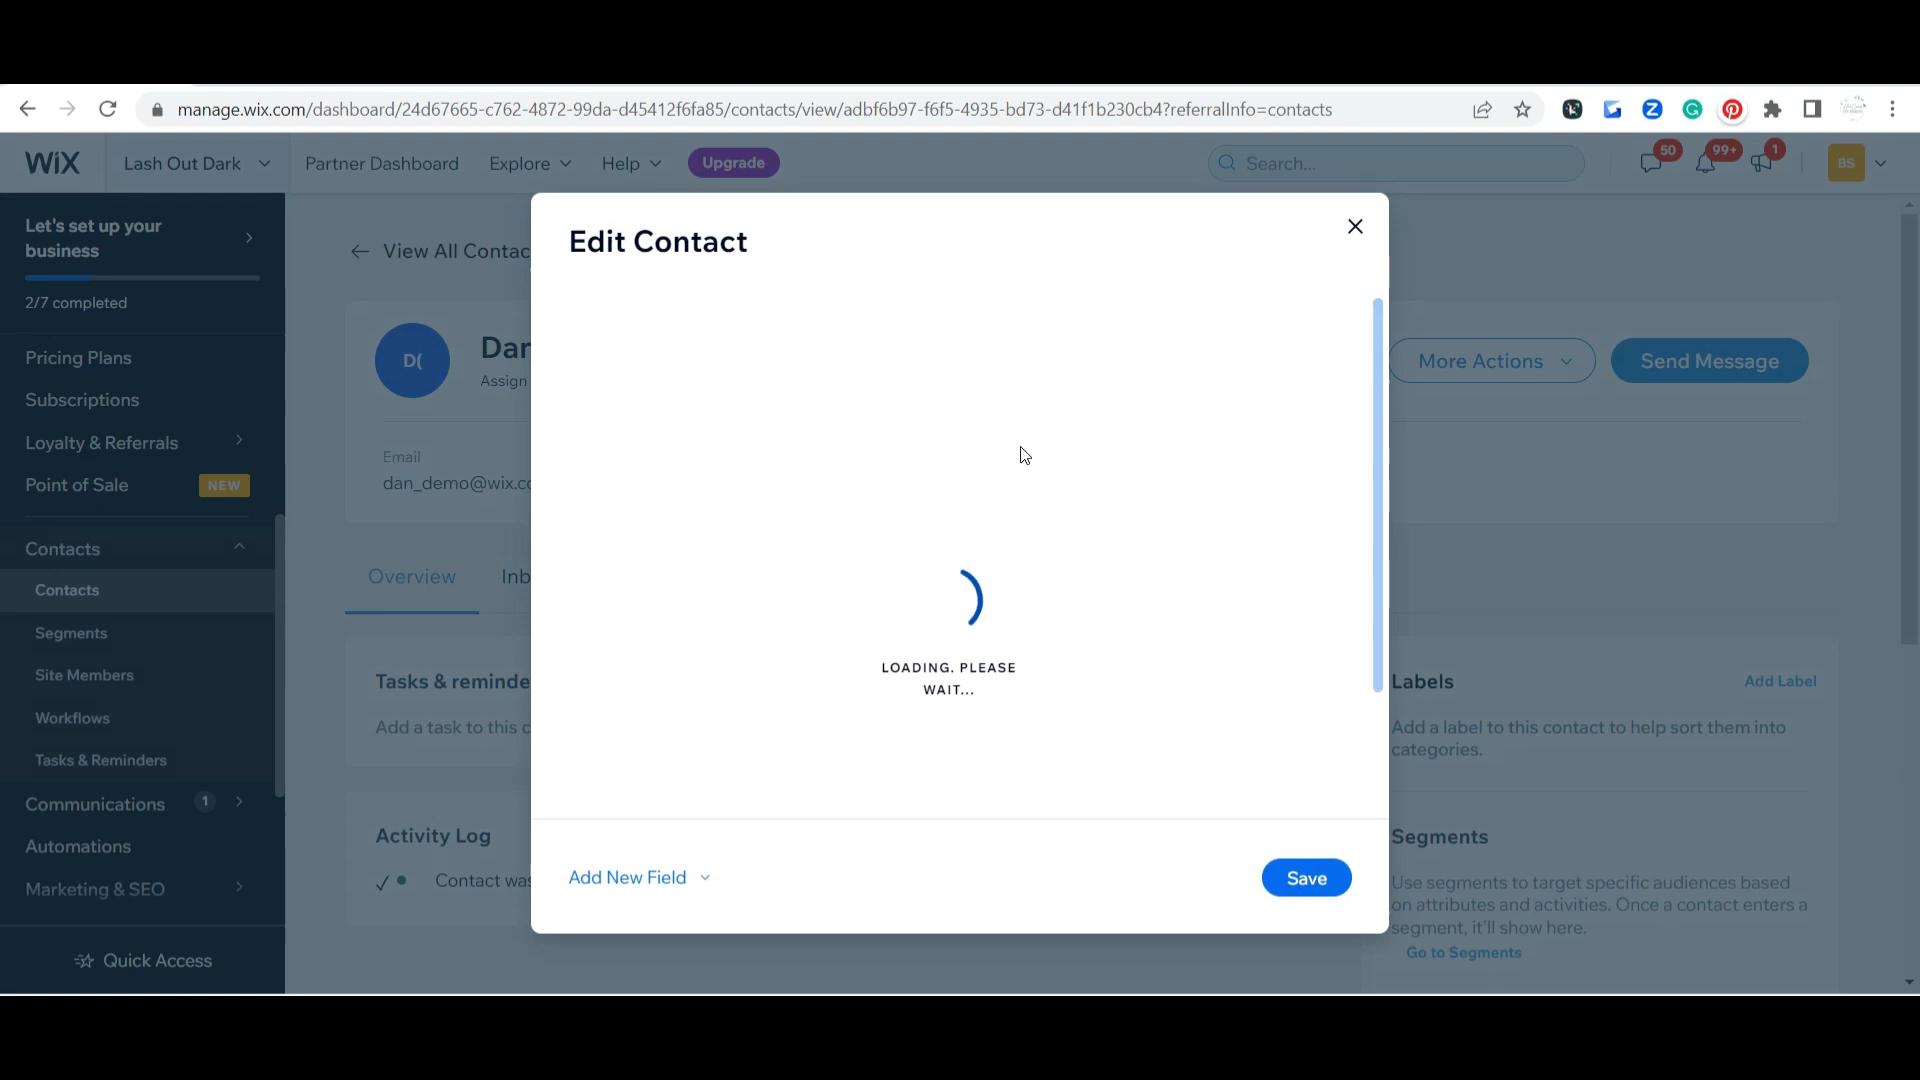 manage.wix.com/dashboard/24d67665-c762-4872-99da-d45412f6fa85/contacts/view/adbf6b97-f6f5-4935-bd73-d41f1b230cb4?referralInfo=contacts
WiX
Lash Out Dark
Partner Dashboard
Explore
Help
Upgrade
Search...
50
99+
1
BS
Let's set up your
business
2/7 completed
Pricing Plans
Subscriptions
Loyalty & Referrals
Point of Sale
NEW
Contacts
Contacts
Segments
Site Members
Workflows
Tasks & Reminders
Communications
1
Automations
Marketing & SEO
Quick Access
View All Contac
D(
Dan
Assign
More Actions
Send Message
Email
dan_demo@wix.co
Overview
Inb
Tasks & reminde
Add a task to this c
Activity Log
Contact was
Edit Contact
LOADING. PLEASE
WAIT...
Add New Field
Save
Labels
Add Label
Add a label to this contact to help sort them into
categories.
Segments
Use segments to target specific audiences based
on attributes and activities. Once a contact enters a
segment, it'll show here.
Go to Segments